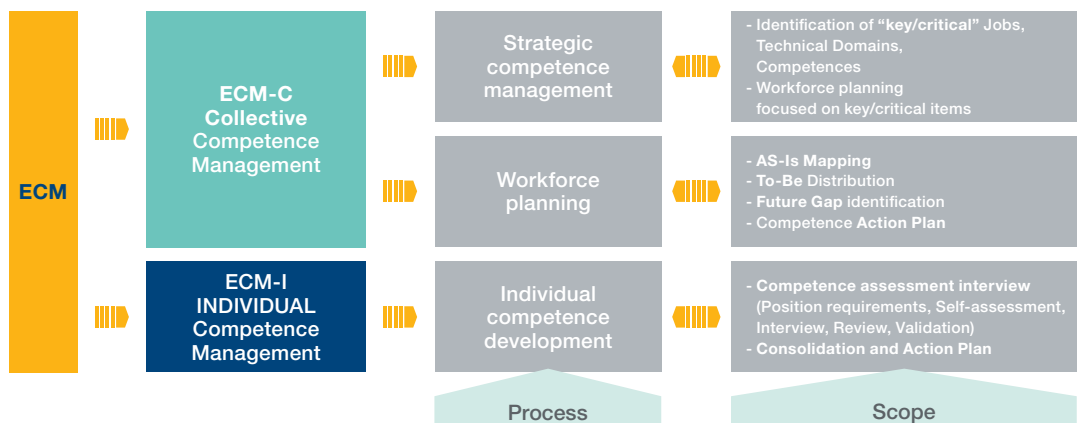 ECM
ECM-C
Collective
Competence
Management
Strategic
competence
management
- Identification of “key/critical” Jobs,
Technical Domains,
Competences
- Workforce planning
focused on key/critical items
Workforce
planning
- AS-Is Mapping
- To-Be Distribution
- Future Gap identification
- Competence Action Plan
ECM-I
INDIVIDUAL
Competence
Management
Individual
competence
development
- Competence assessment interview
(Position requirements, Self-assessment,
Interview, Review, Validation)
- Consolidation and Action Plan
Process
Scope